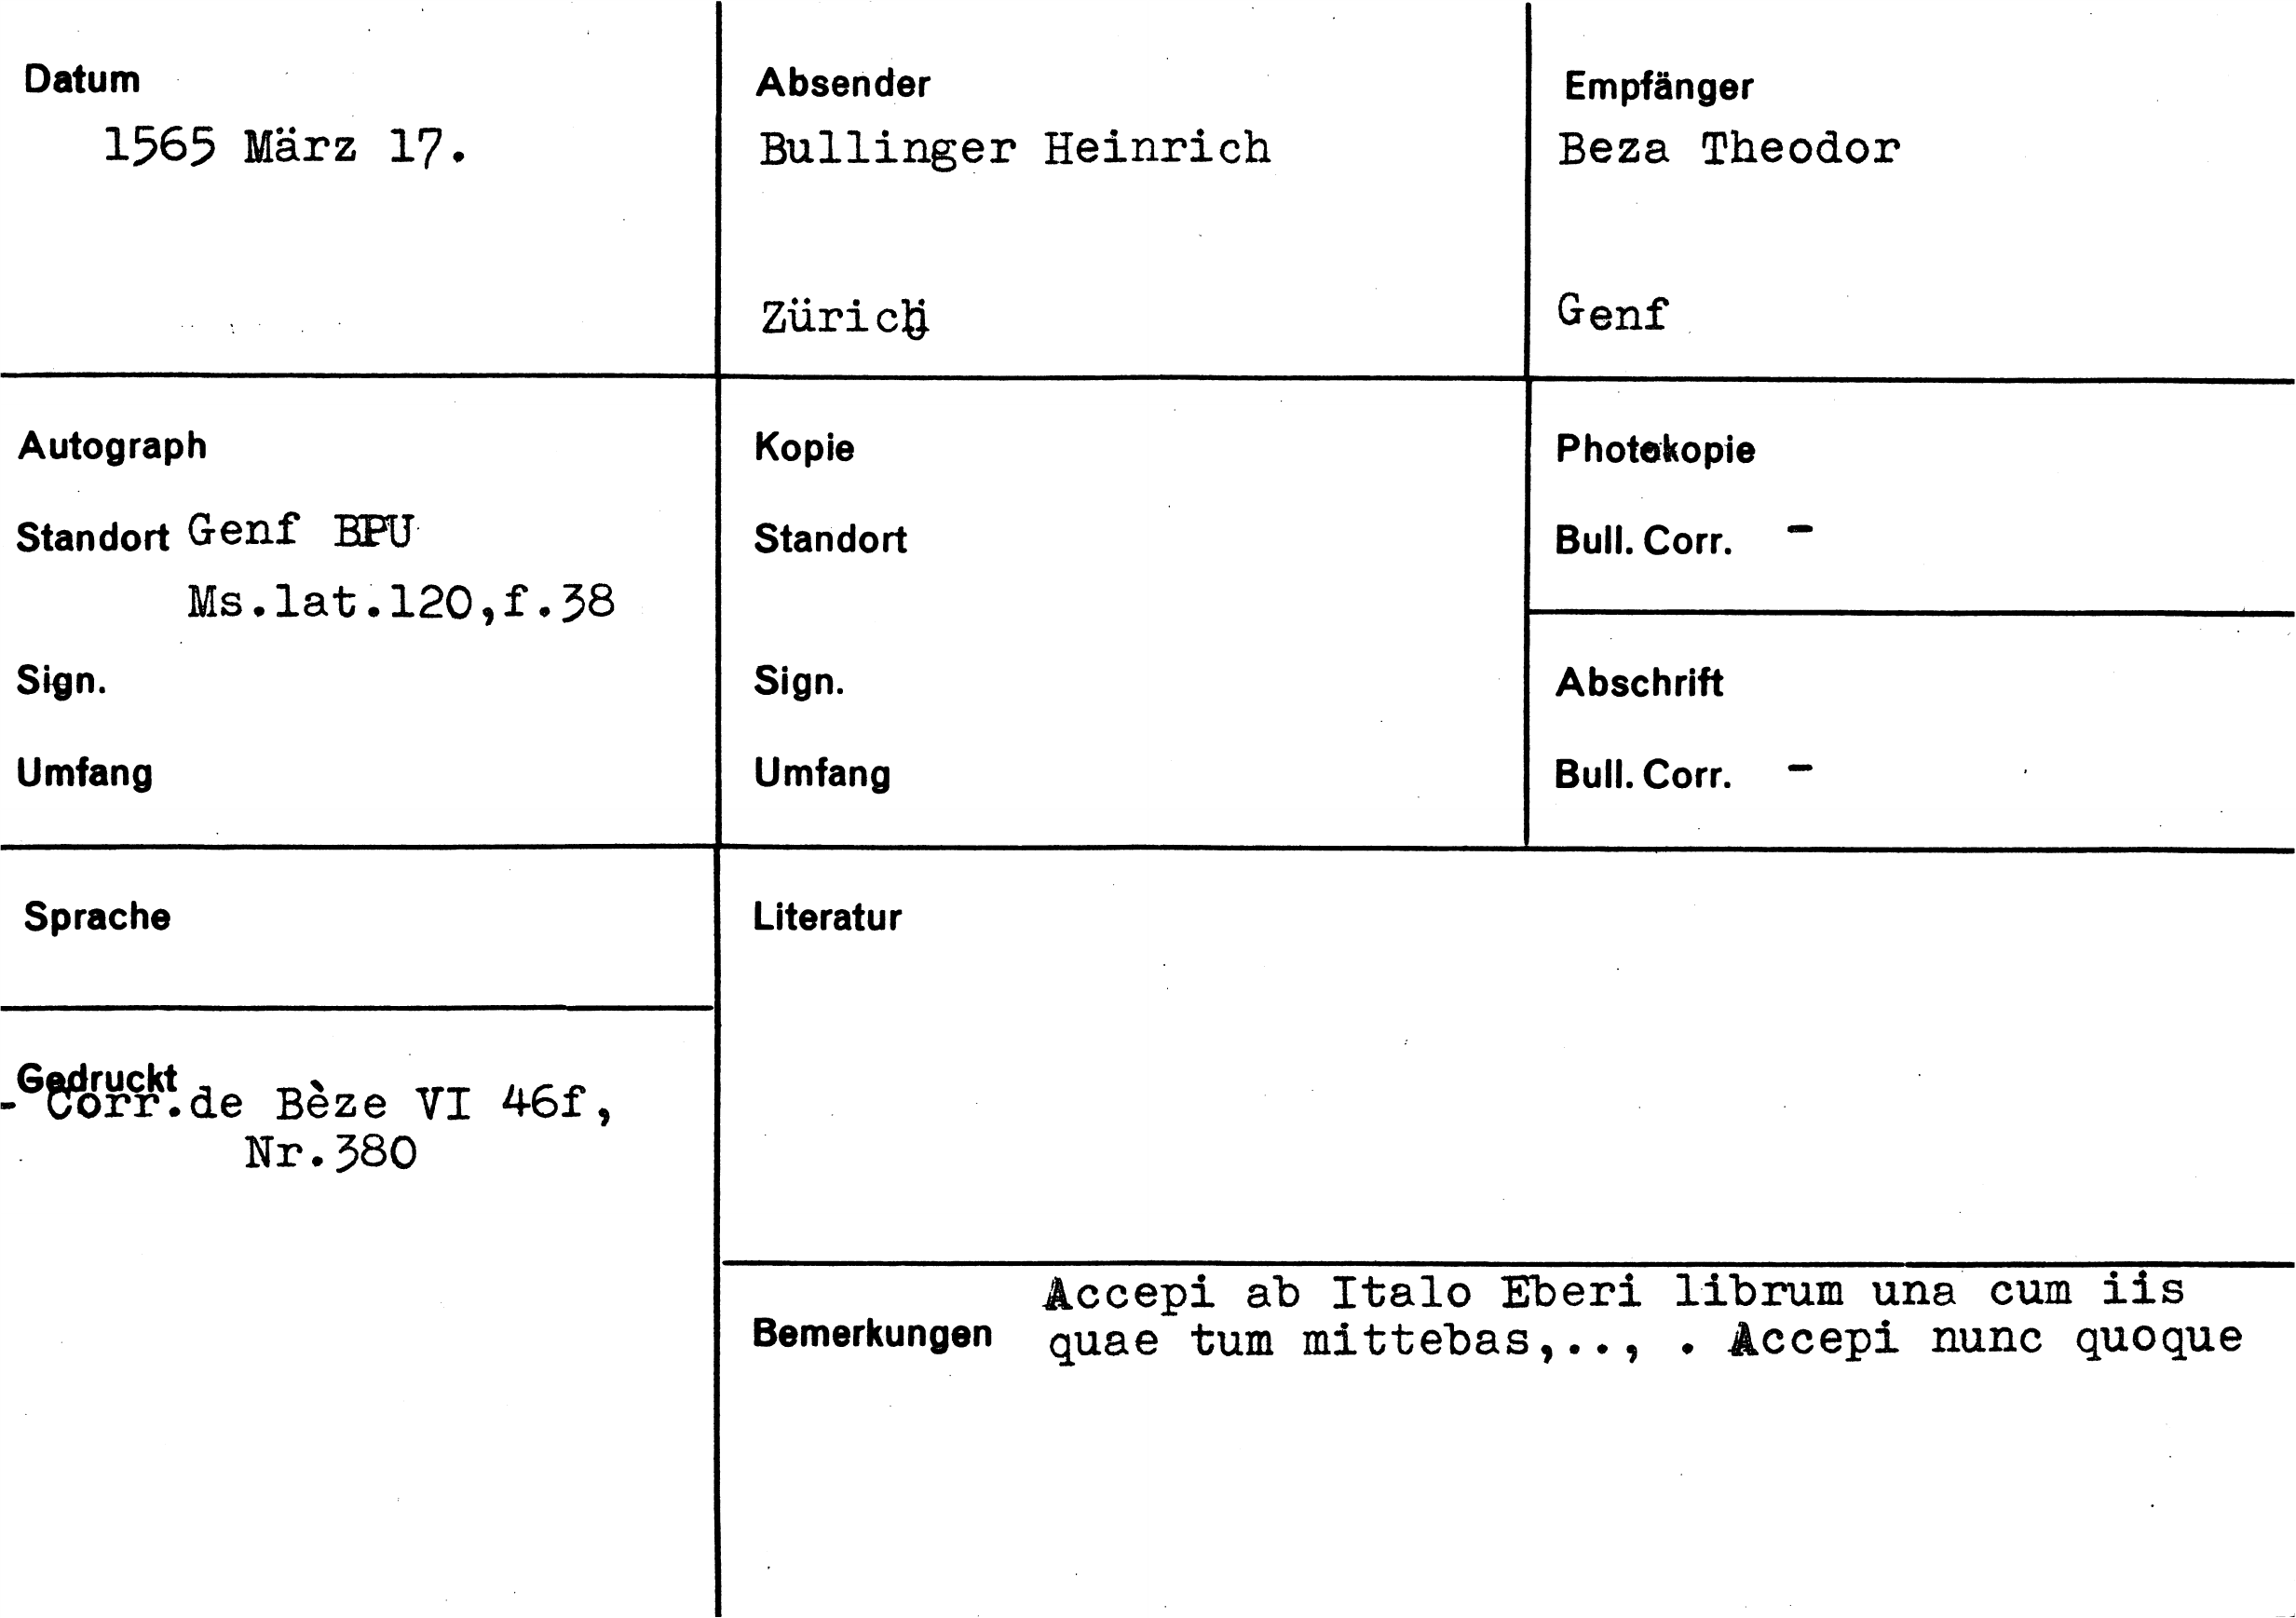 Datum
1565 März 17.
Absender
Bullinger Heinrich
Zürich
Empfänger
Beza Theodor
Genf
Autograph
Standort Genf BPU
Ms.lat.120,f.38
Sign.
Umfang
Kopie
Standort
Sign.
Umfang
Photokopie
Bull. Corr. -
Abschrift
Bull. Corr. -
Sprache
Gedruckt
- Corr.de Bèze VI 46f,
Nr.380
Literatur
Bemerkungen
Accepi ab Italo Eberi librum una cum iis
quae tum mittebas,.., . Accepi nunc quoque